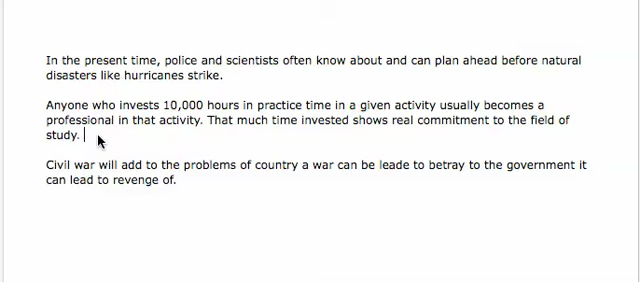 In the present time, police and scientists often know about and can plan ahead before natural
disasters like hurricanes strike.
Anyone who invests 10,000 hours in practice time in a given activity usually becomes a
professional in that activity. That much time invested shows real commitment to the field of
study.
Civil war will add to the problems of country a war can be leade to betray to the government it
can lead to revenge of.